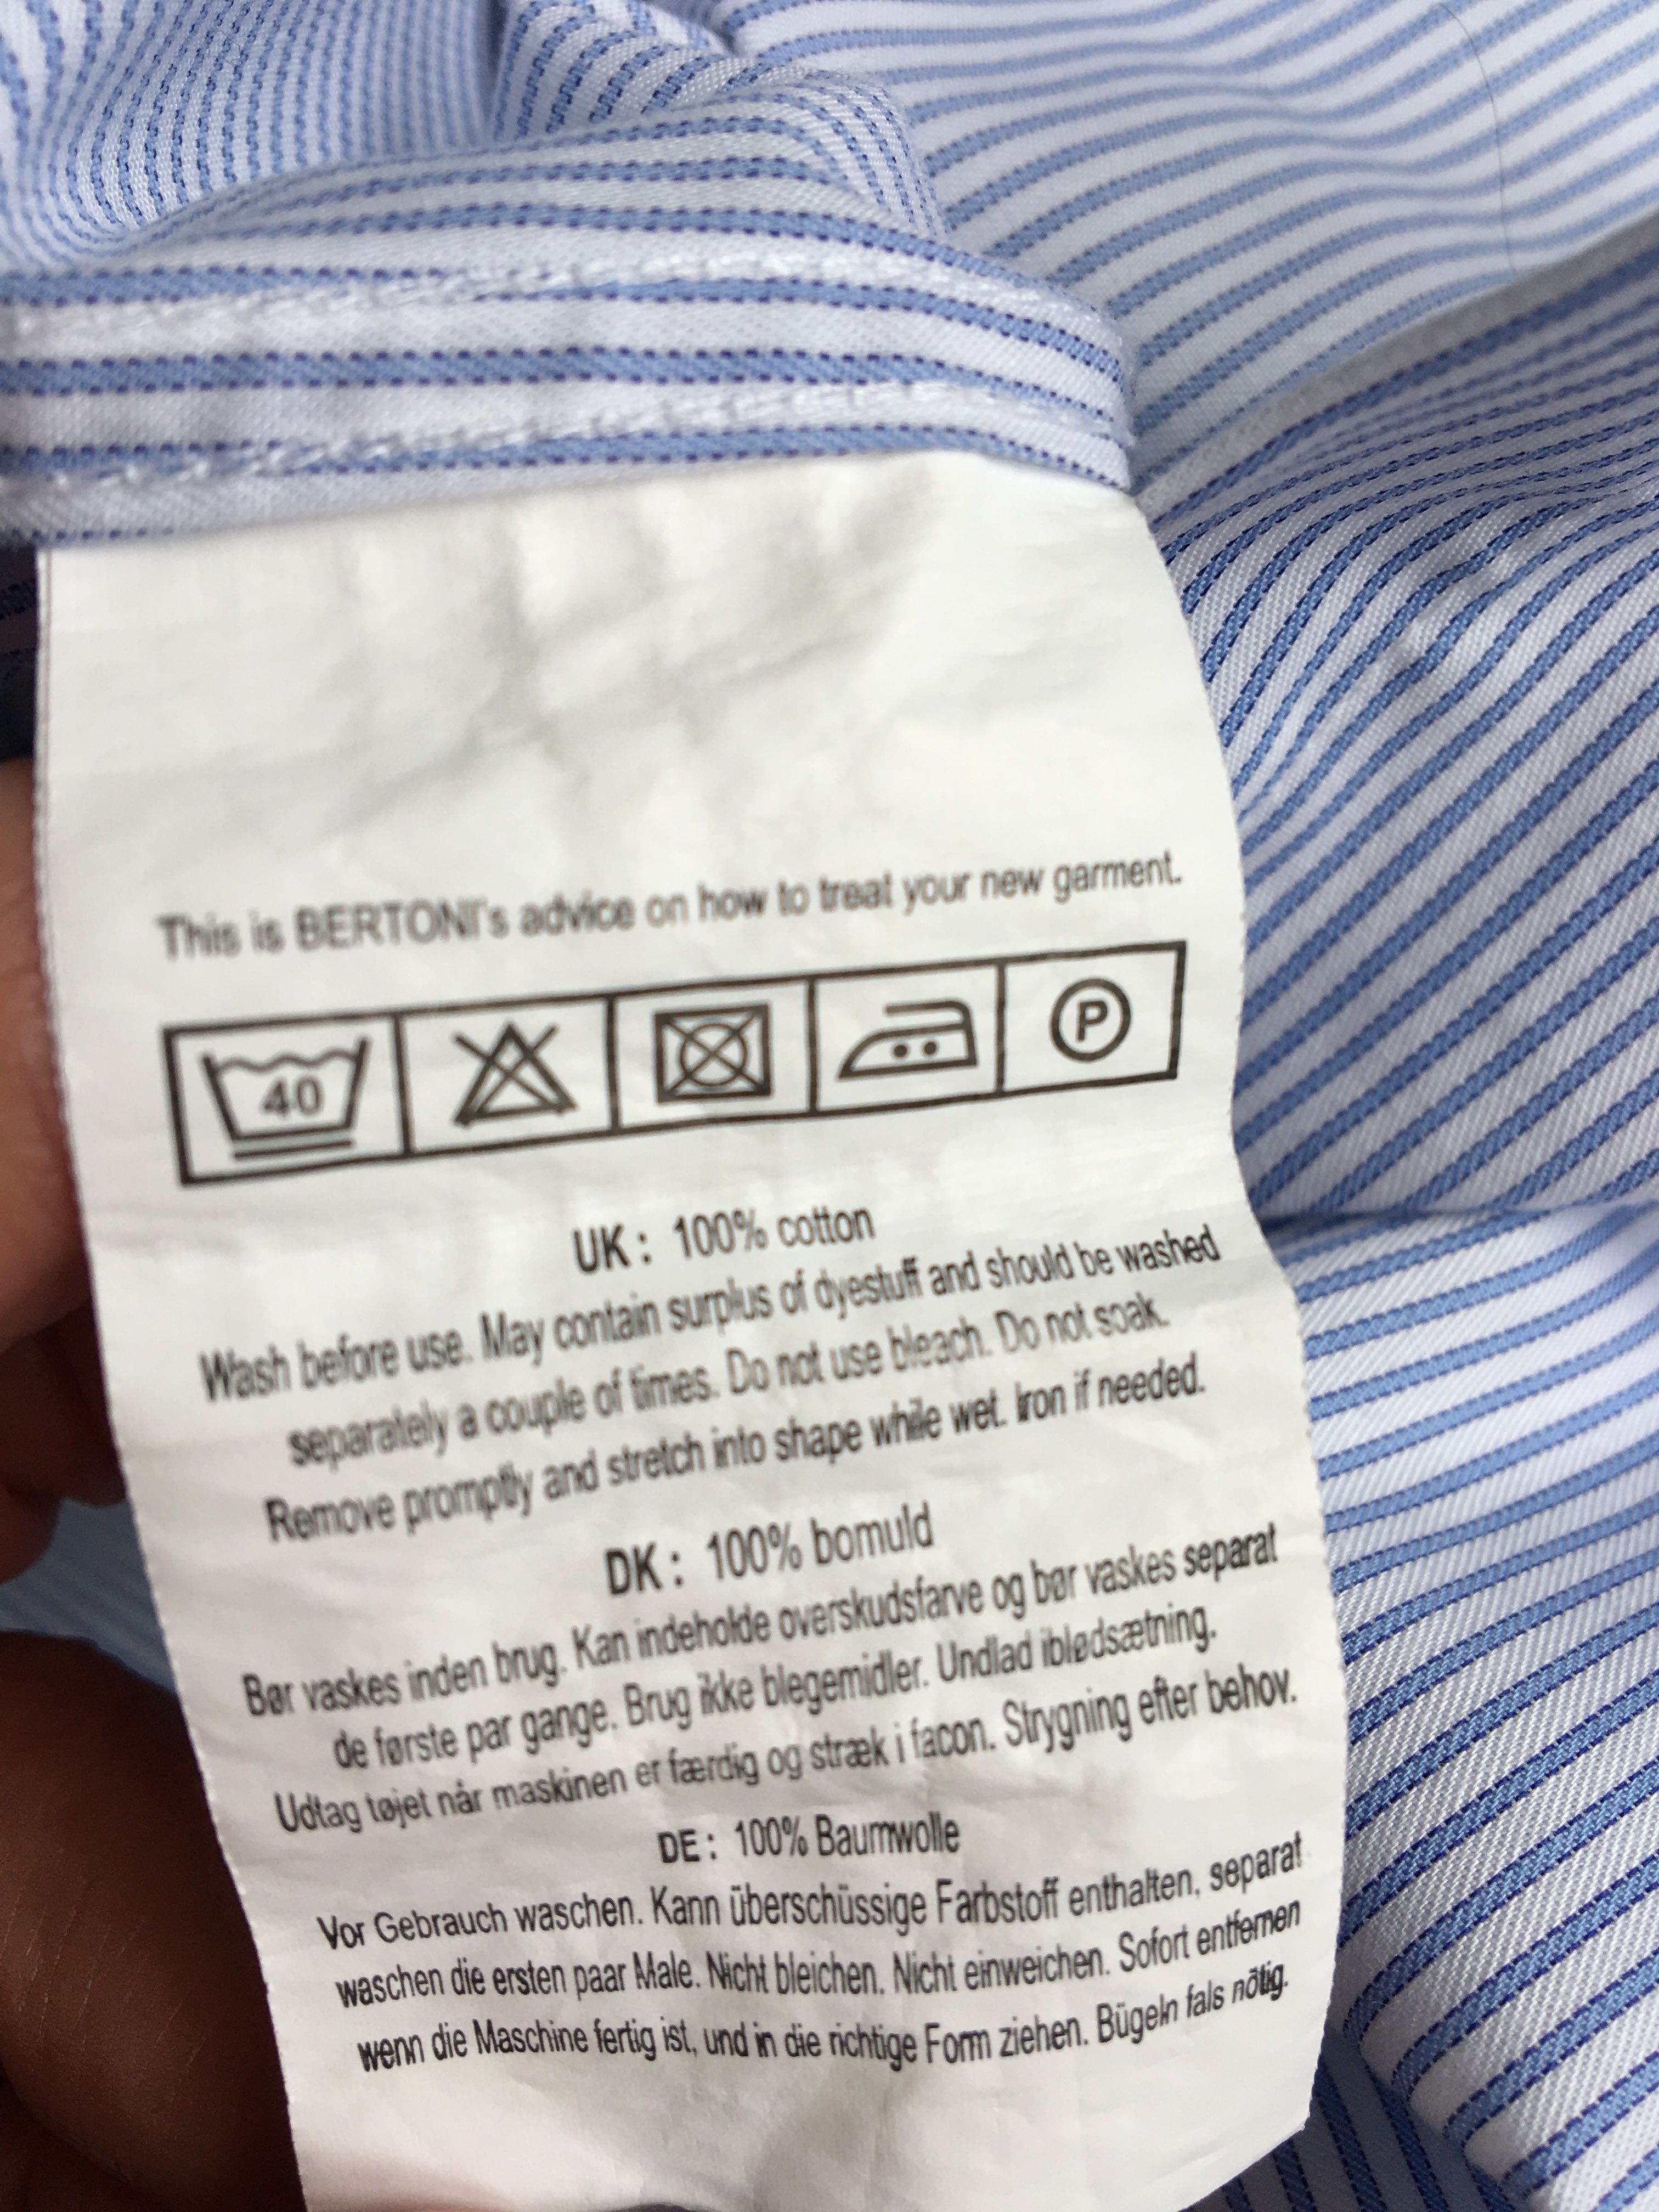 This is BERTONI's advice on how to treat your new garment.
40 P
UK: 100% cotton
Wash before use. May contain surplus of dyestuff and should be washed
separately a couple of times. Do not use bleach. Do not soak.
Remove promptly and stretch into shape while wet. Iron if needed.
DK: 100% bomuld
Bør vaskes inden brug. Kan indeholde overskudsfarve og bør vaskes separat
de første par gange. Brug ikke blegemidler. Undlad iblødsætning.
Udtag tøjet når maskinen er færdig og stræk i facon. Strygning efter behov.
DE: 100% Baumwolle
Vor Gebrauch waschen. Kann überschüssige Farbstoff enthalten, separat
waschen die ersten paar Male. Nicht bleichen. Nicht einweichen. Sofort entfernen
wenn die Maschine fertig ist, und in die richtige Form ziehen. Bügeln fals nötig.